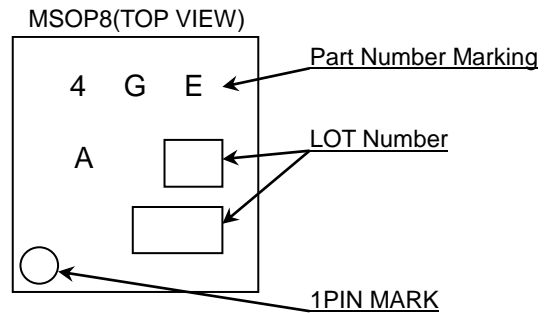 MSOP8(TOP VIEW)
4 G E
Part Number Marking
A
LOT Number
1PIN MARK